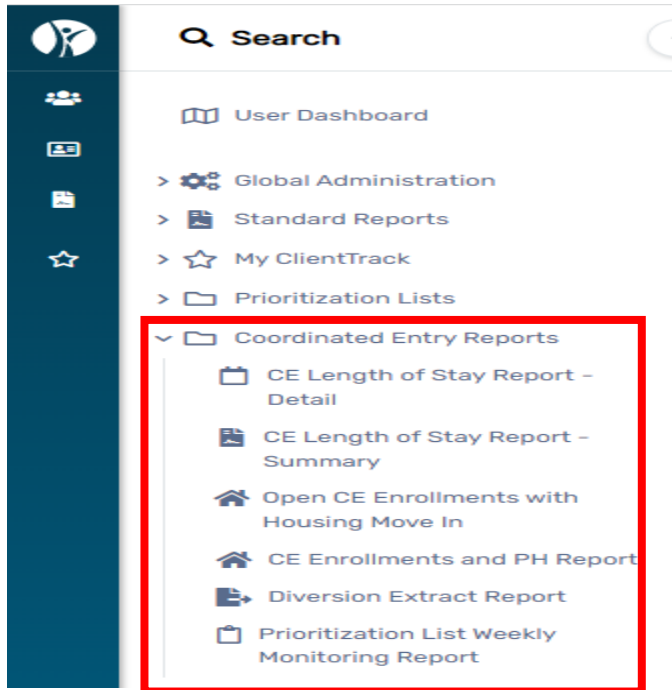 Search
User Dashboard
Global Administration
Standard Reports
My ClientTrack
Prioritization Lists
Coordinated Entry Reports
CE Length of Stay Report –
Detail
CE Length of Stay Report –
Summary
Open CE Enrollments with
Housing Move In
CE Enrollments and PH Report
Diversion Extract Report
Prioritization List Weekly
Monitoring Report